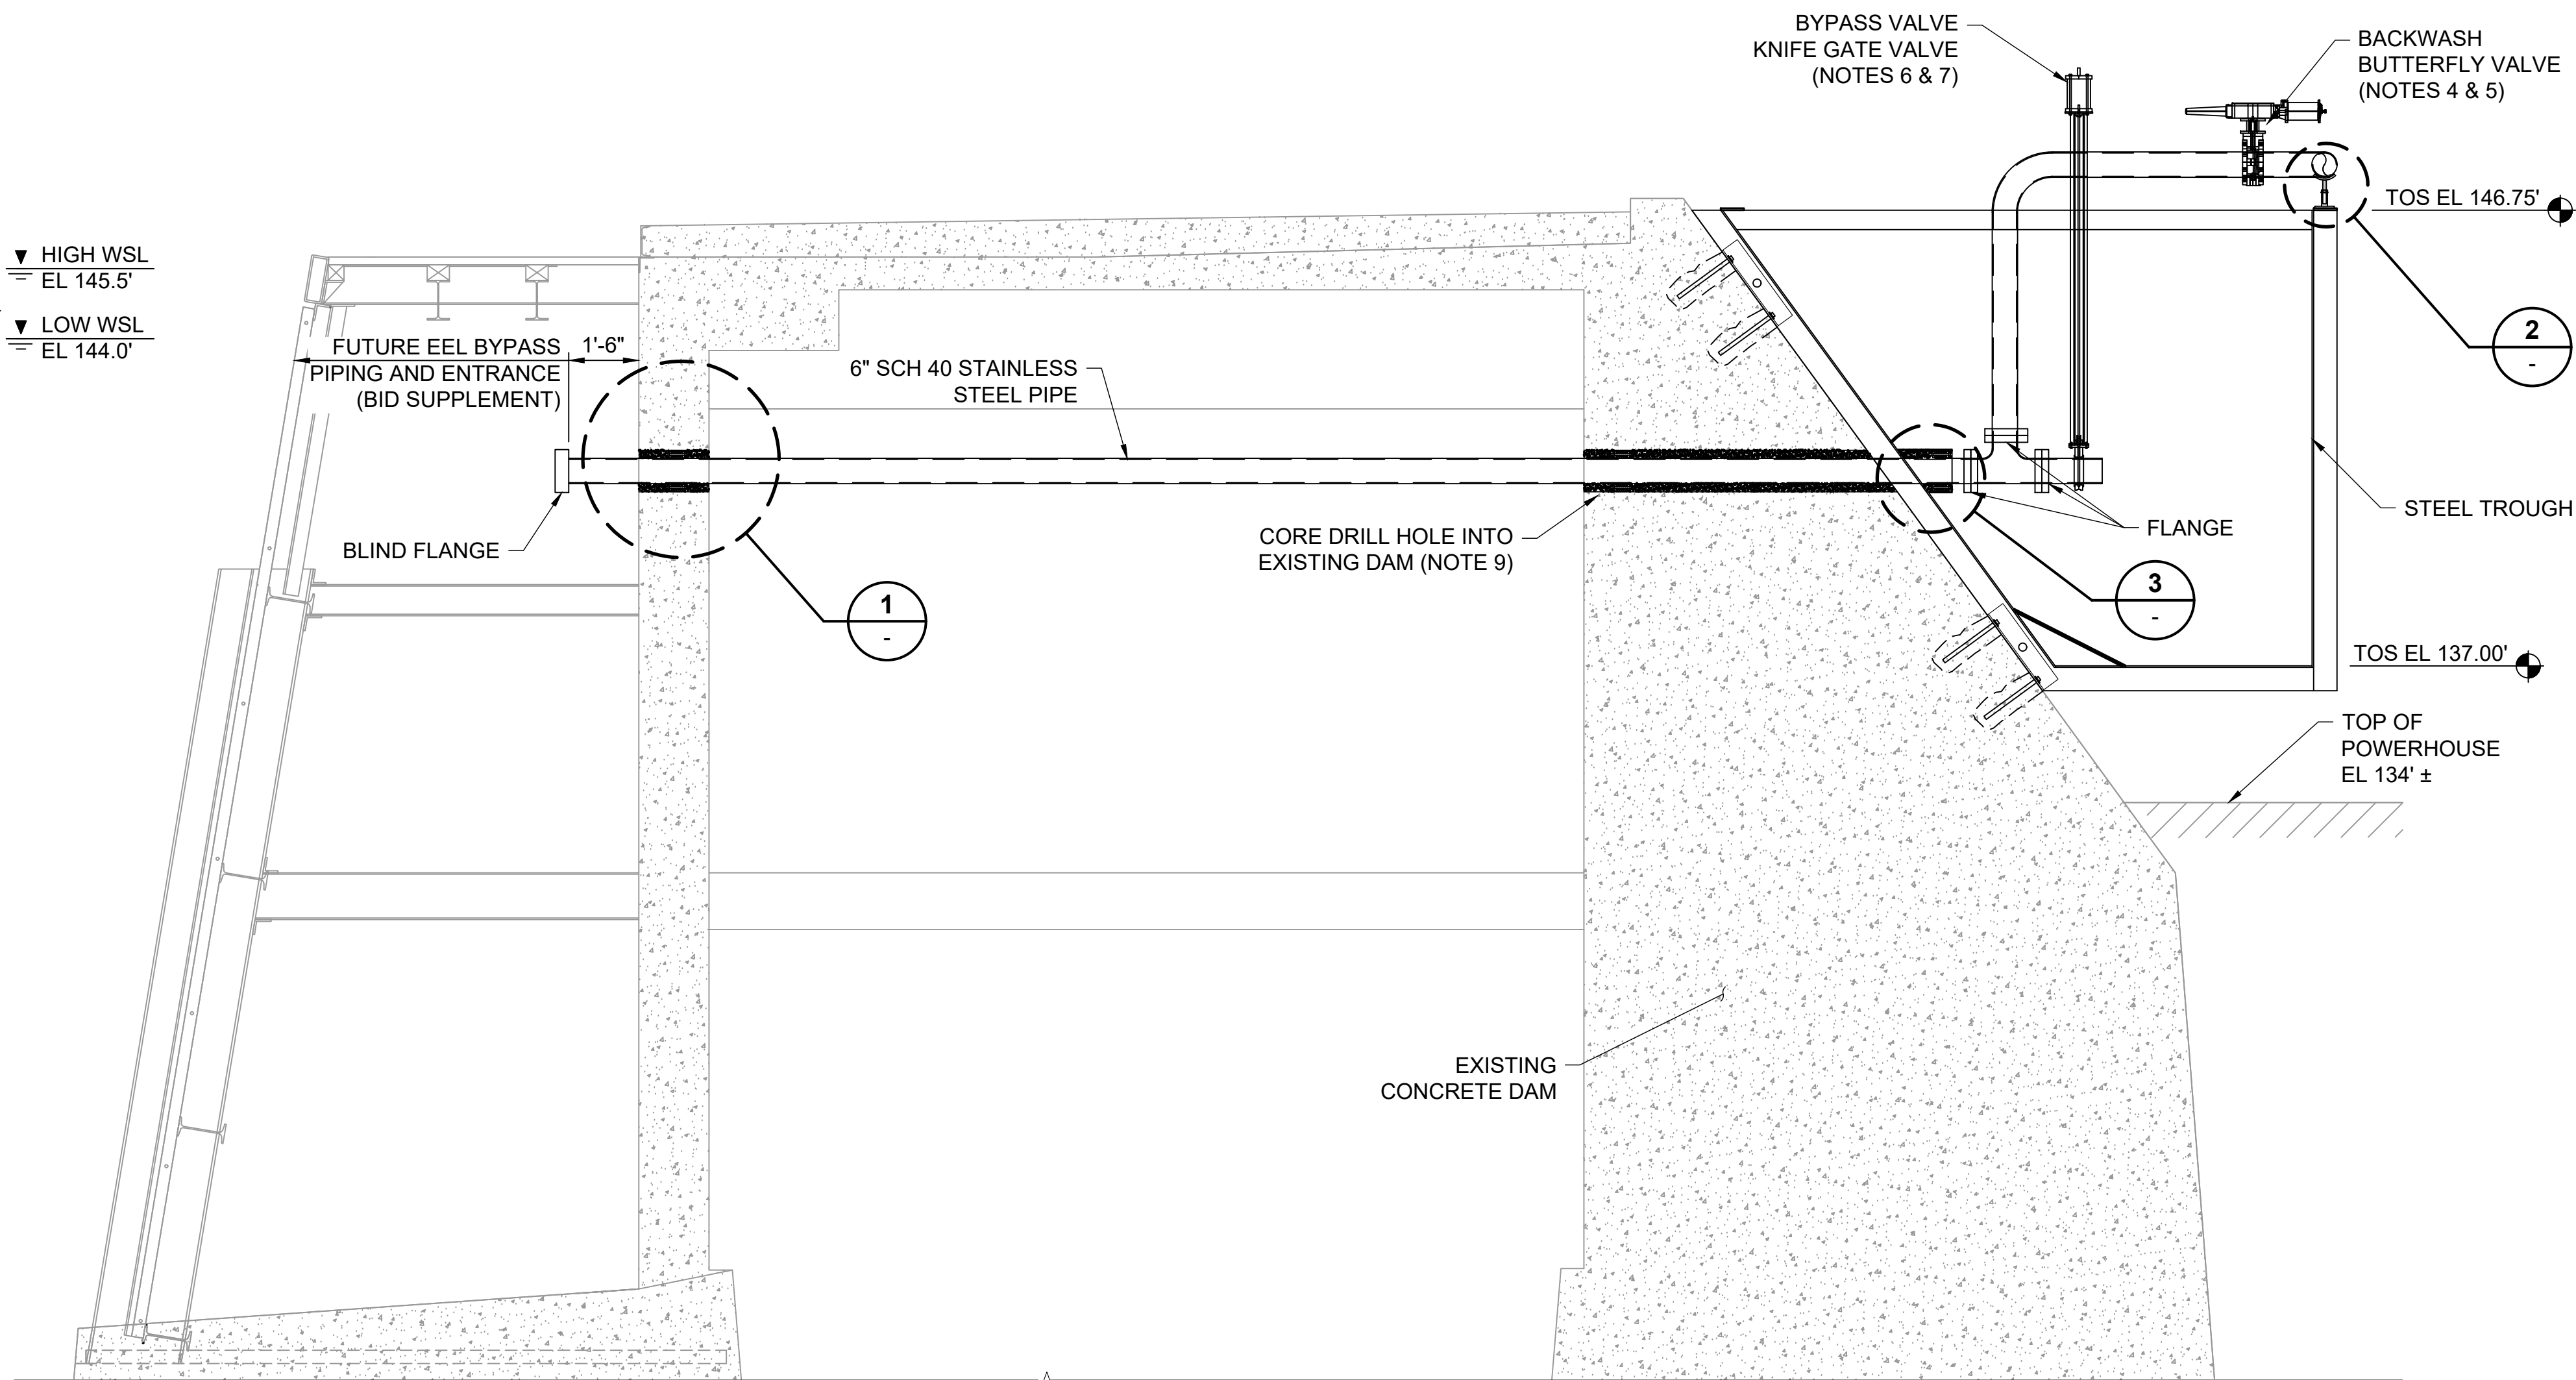 BYPASS VALVE
KNIFE GATE VALVE
(NOTES 6 & 7)
BACKWASH
BUTTERFLY VALVE
(NOTES 4 & 5)
TOS EL 146.75'
HIGH WSL
EL 145.5'
LOW WSL
EL 144.0'
FUTURE EEL BYPASS
PIPING AND ENTRANCE
(BID SUPPLEMENT)
1'-6"
6" SCH 40 STAINLESS
STEEL PIPE
2
-
BLIND FLANGE
CORE DRILL HOLE INTO
EXISTING DAM (NOTE 9)
FLANGE
STEEL TROUGH
1
-
3
-
TOS EL 137.00'
TOP OF
POWERHOUSE
EL 134' ±
EXISTING
CONCRETE DAM